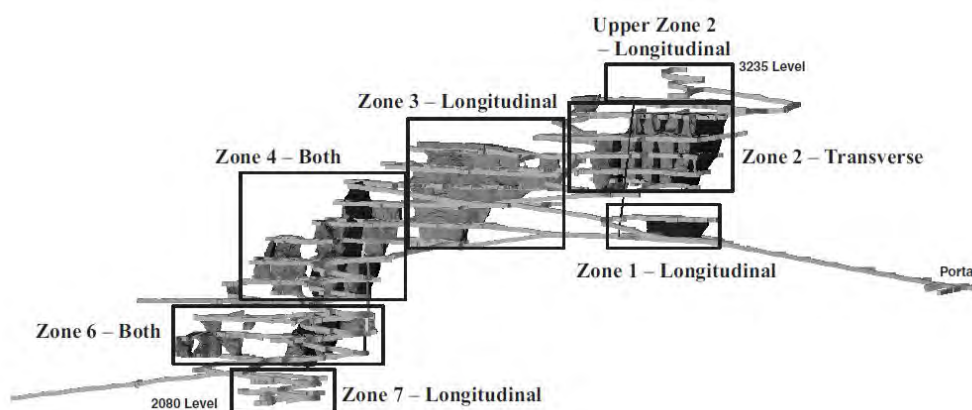 Upper Zone 2
– Longitudinal
3235 Level
Zone 3 – Longitudinal
Zone 4 – Both
Zone 2 – Transverse
Zone 1 – Longitudinal
Porta
Zone 6 – Both
2080 Level
Zone 7 – Longitudinal